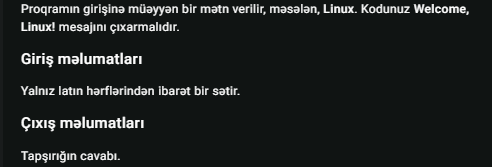 Proqramın girişinə müəyyən bir mətn verilir, məsələn, Linux. Kodunuz Welcome,
Linux! mesajını çıxarmalıdır.
Giriş məlumatları
Yalnız latın hərflərindən ibarət bir sətir.
Çıxış məlumatları
Tapşırığın cavabı.